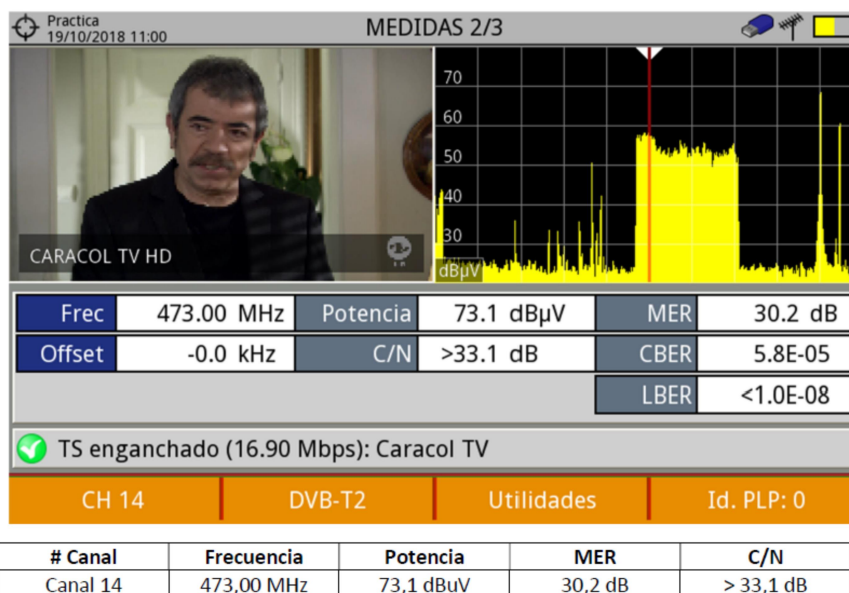 Practica
19/10/2018 11:00
MEDIDAS 2/3
CARACOL TV HD
70
60
50
40
30
dBµV
Frec 473.00 MHz Potencia 73.1 dBµV MER 30.2 dB
Offset -0.0 kHz C/N >33.1 dB CBER 5.8E-05
LBER <1.0E-08
TS enganchado (16.90 Mbps): Caracol TV
CH 14 DVB-T2 Utilidades Id. PLP: 0
# Canal Frecuencia Potencia MER C/N
Canal 14 473,00 MHz 73,1 dBuV 30,2 dB > 33,1 dB